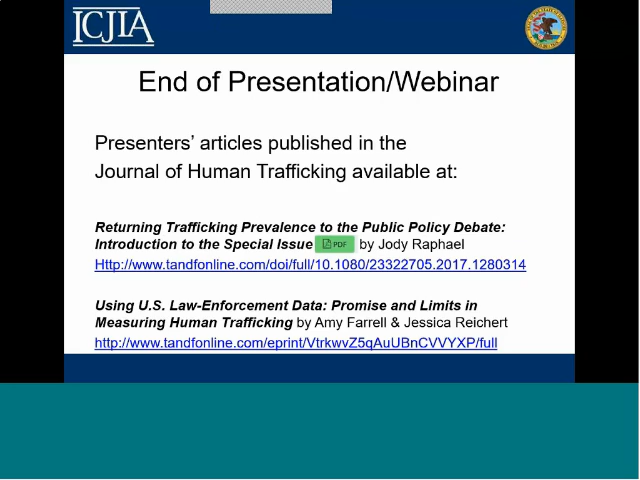 ICJIA
End of Presentation/Webinar
Presenters' articles published in the
Journal of Human Trafficking available at:
Returning Trafficking Prevalence to the Public Policy Debate:
Introduction to the Special Issue PDF by Jody Raphael
Http://www.tandfonline.com/doi/full/10.1080/23322705.2017.1280314
Using U.S. Law-Enforcement Data: Promise and Limits in
Measuring Human Trafficking by Amy Farrell & Jessica Reichert
http://www.tandfonline.com/eprint/VtrkwvZ5qAuUBnCVVYXP/full